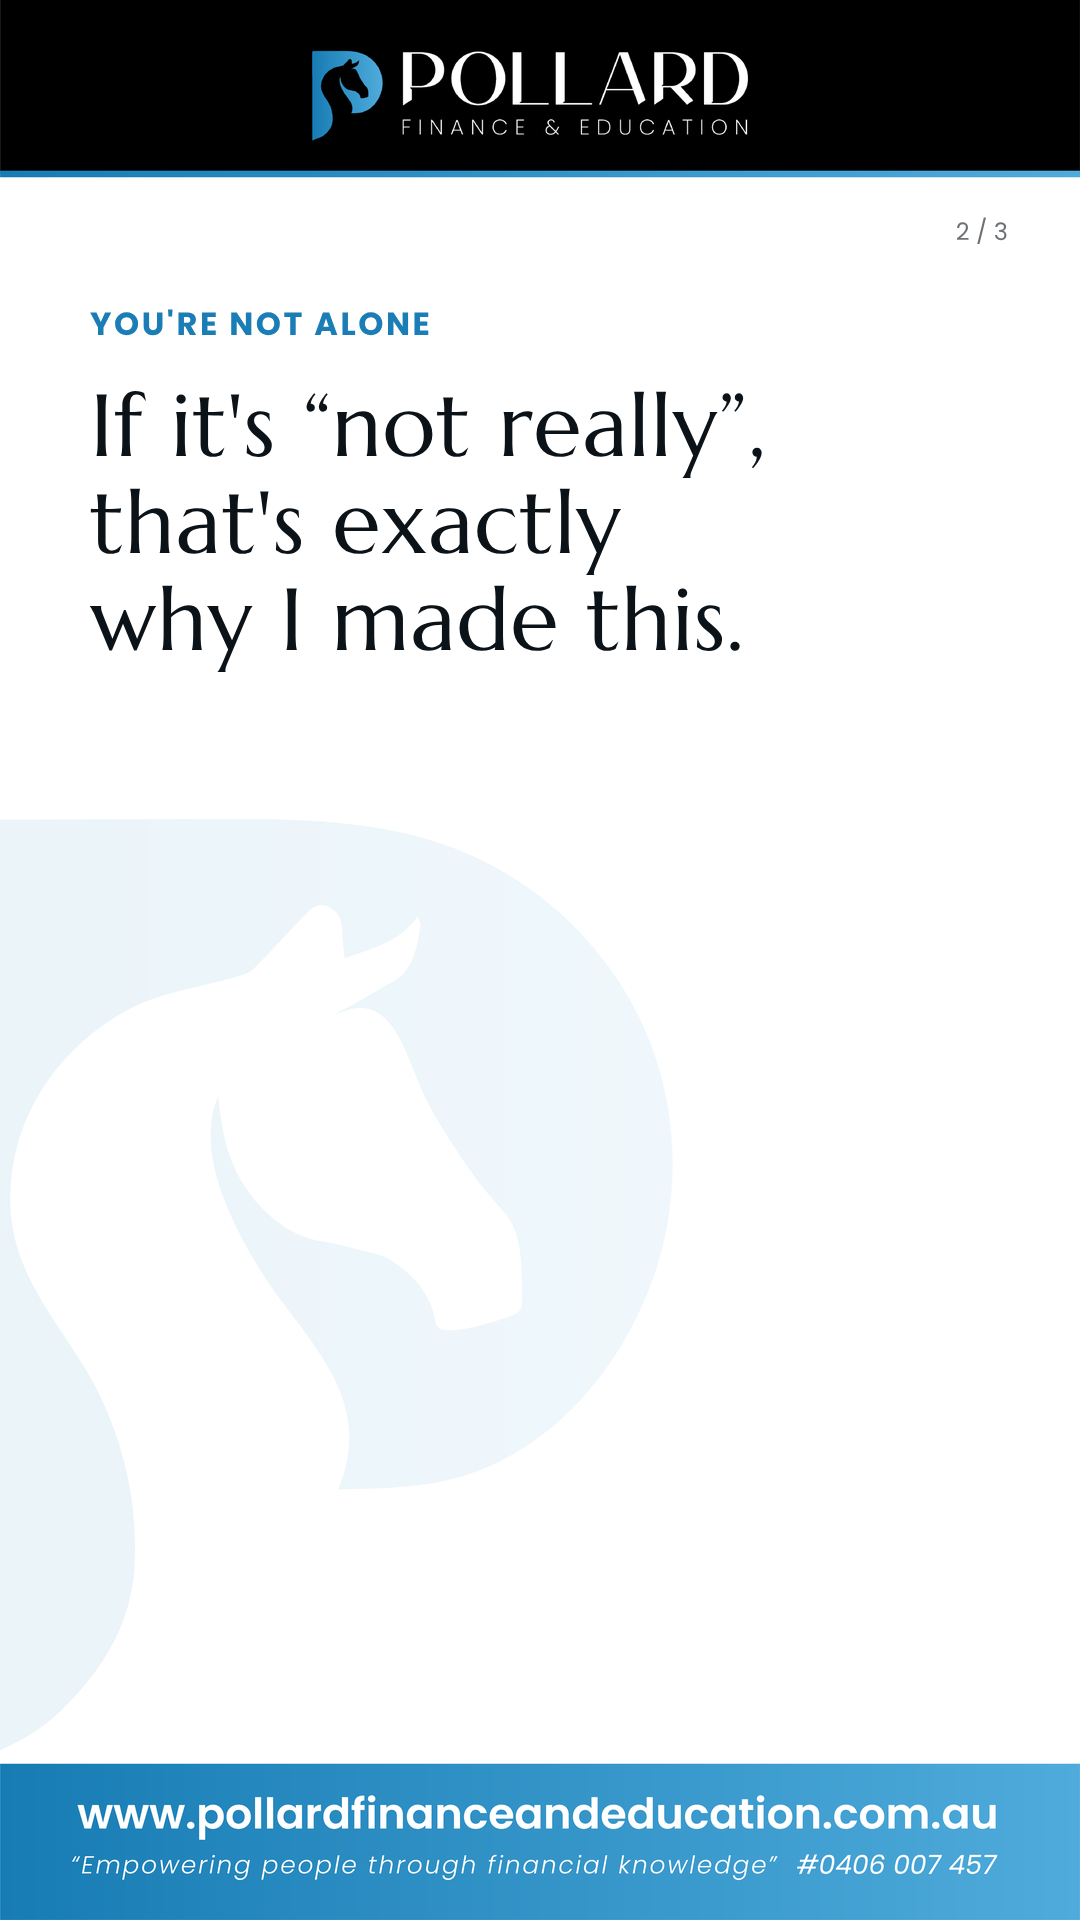 POLLARD
FINANCE & EDUCATION
2 / 3
YOU'RE NOT ALONE
If it's “not really”,
that's exactly
why I made this.
www.pollardfinanceandeducation.com.au
“Empowering people through financial knowledge” #0406 007 457